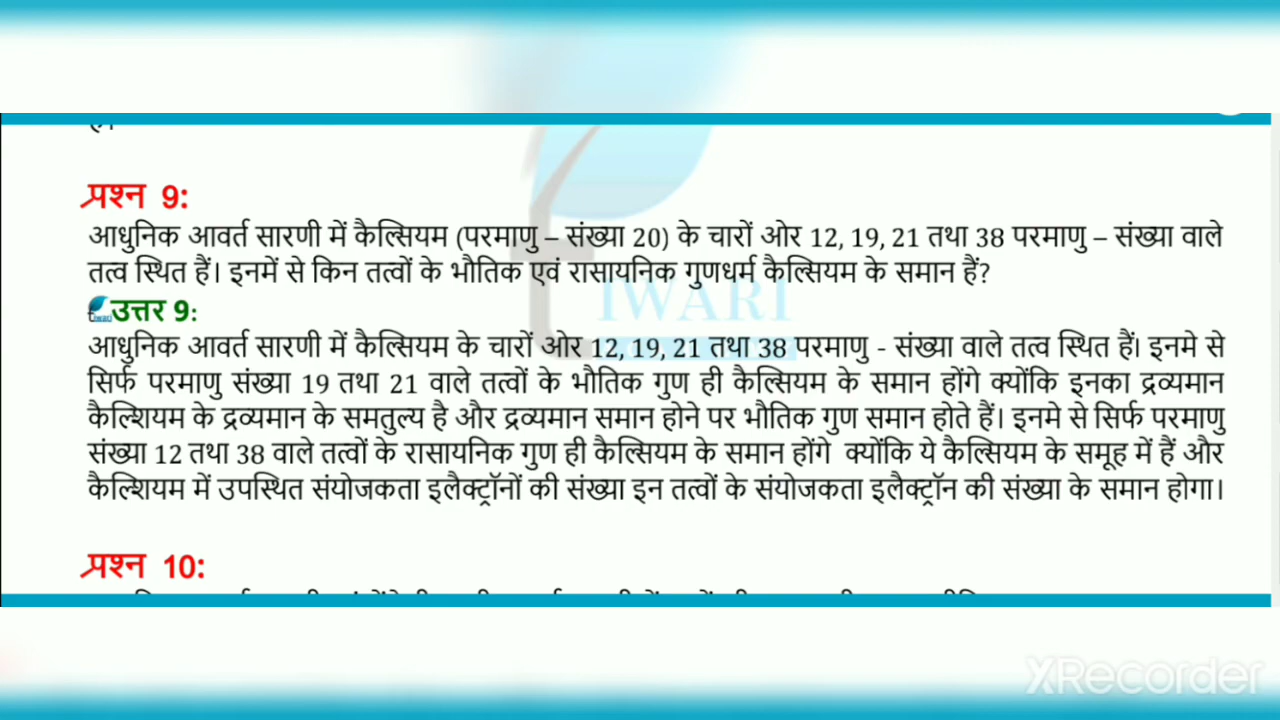 है।
प्रश्न 9:
आधुनिक आवर्त सारणी में कैल्सियम (परमाणु – संख्या 20) के चारों ओर 12, 19, 21 तथा 38 परमाणु – संख्या वाले
तत्व स्थित हैं। इनमें से किन तत्वों के भौतिक एवं रासायनिक गुणधर्म कैल्सियम के समान हैं?
उत्तर 9:
IWARI
आधुनिक आवर्त सारणी में कैल्सियम के चारों ओर 12, 19, 21 तथा 38 परमाणु - संख्या वाले तत्व स्थित हैं। इनमे से
सिर्फ परमाणु संख्या 19 तथा 21 वाले तत्वों के भौतिक गुण ही कैल्सियम के समान होंगे क्योंकि इनका द्रव्यमान
कैल्शियम के द्रव्यमान के समतुल्य है और द्रव्यमान समान होने पर भौतिक गुण समान होते हैं। इनमे से सिर्फ परमाणु
संख्या 12 तथा 38 वाले तत्वों के रासायनिक गुण ही कैल्सियम के समान होंगे क्योंकि ये कैल्सियम के समूह में हैं और
कैल्शियम में उपस्थित संयोजकता इलैक्ट्रॉनों की संख्या इन तत्वों के संयोजकता इलैक्ट्रॉन की संख्या के समान होगा।
प्रश्न 10:
XRecorder